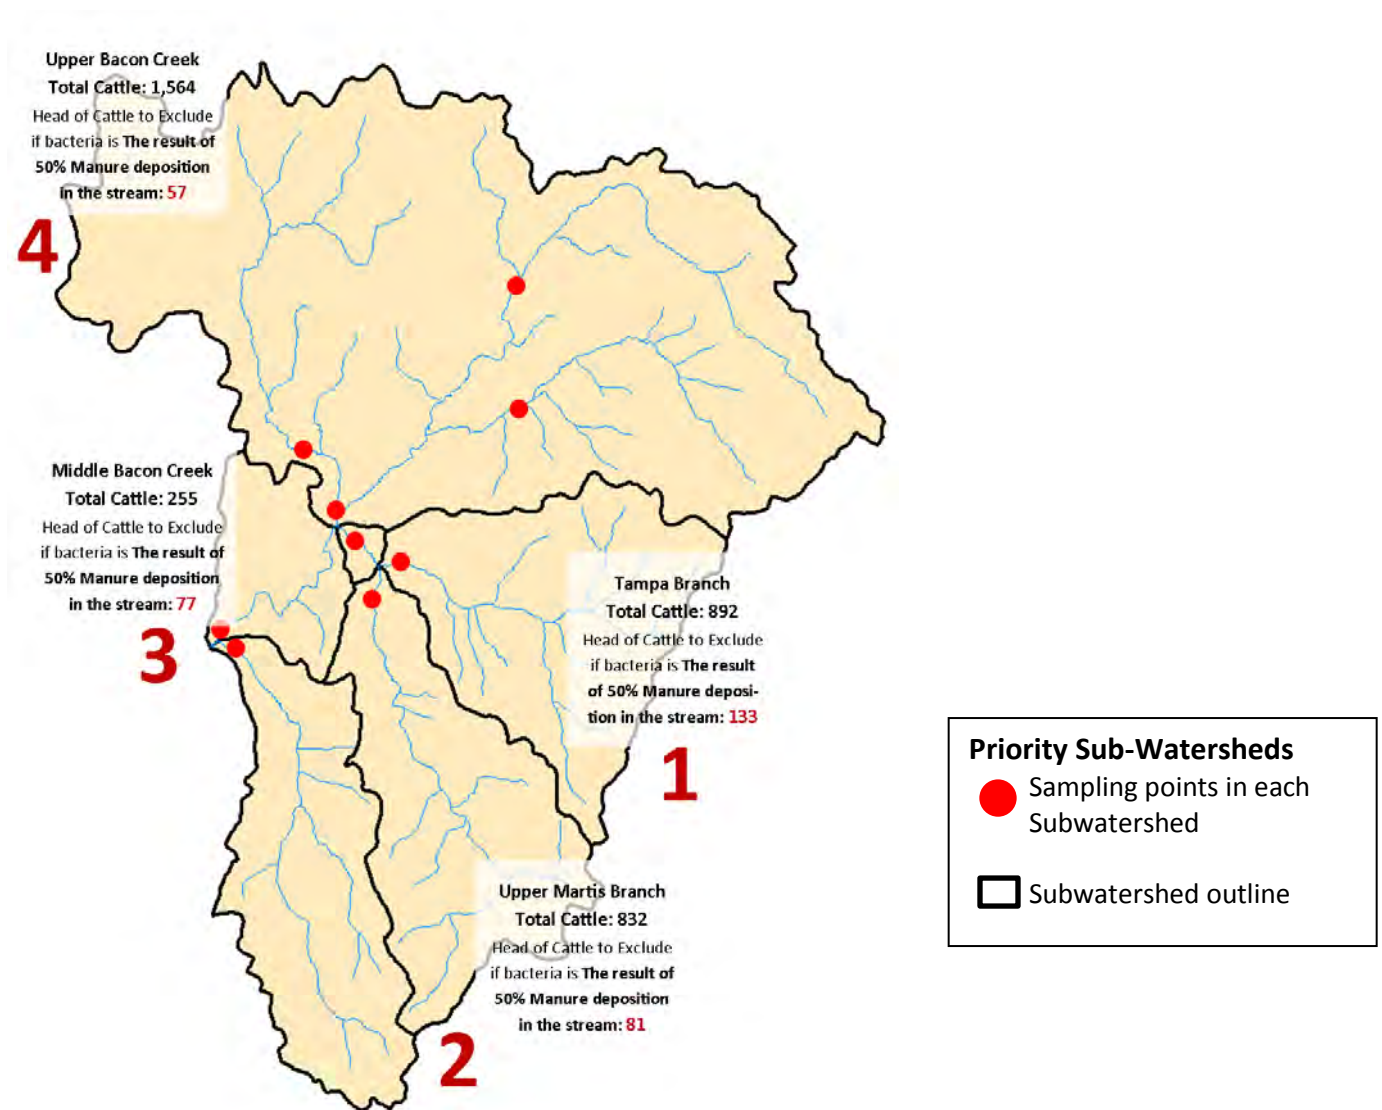 Upper Bacon Creek
Total Cattle: 1,564
Head of Cattle to Exclude
if bacteria is The result of
50% Manure deposition
in the stream: 57
4
Middle Bacon Creek
Total Cattle: 255
Head of Cattle to Exclude
if bacteria is The result of
50% Manure deposition
in the stream: 77
3
Tampa Branch
Total Cattle: 892
Head of Cattle to Exclude
if bacteria is The result
of 50% Manure deposi-
tion in the stream: 133
1
Upper Martis Branch
Total Cattle: 832
Head of Cattle to Exclude
if bacteria is The result of
50% Manure deposition
in the stream: 81
2
Priority Sub-Watersheds
Sampling points in each
Subwatershed
Subwatershed outline